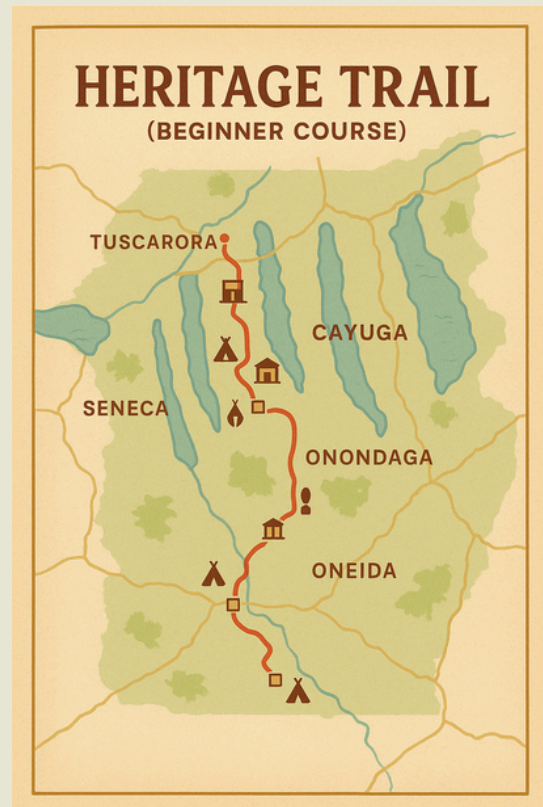 HERITAGE TRAIL
(BEGINNER COURSE)
TUSCARORA
CAYUGA
SENECA
ONONDAGA
ONEIDA